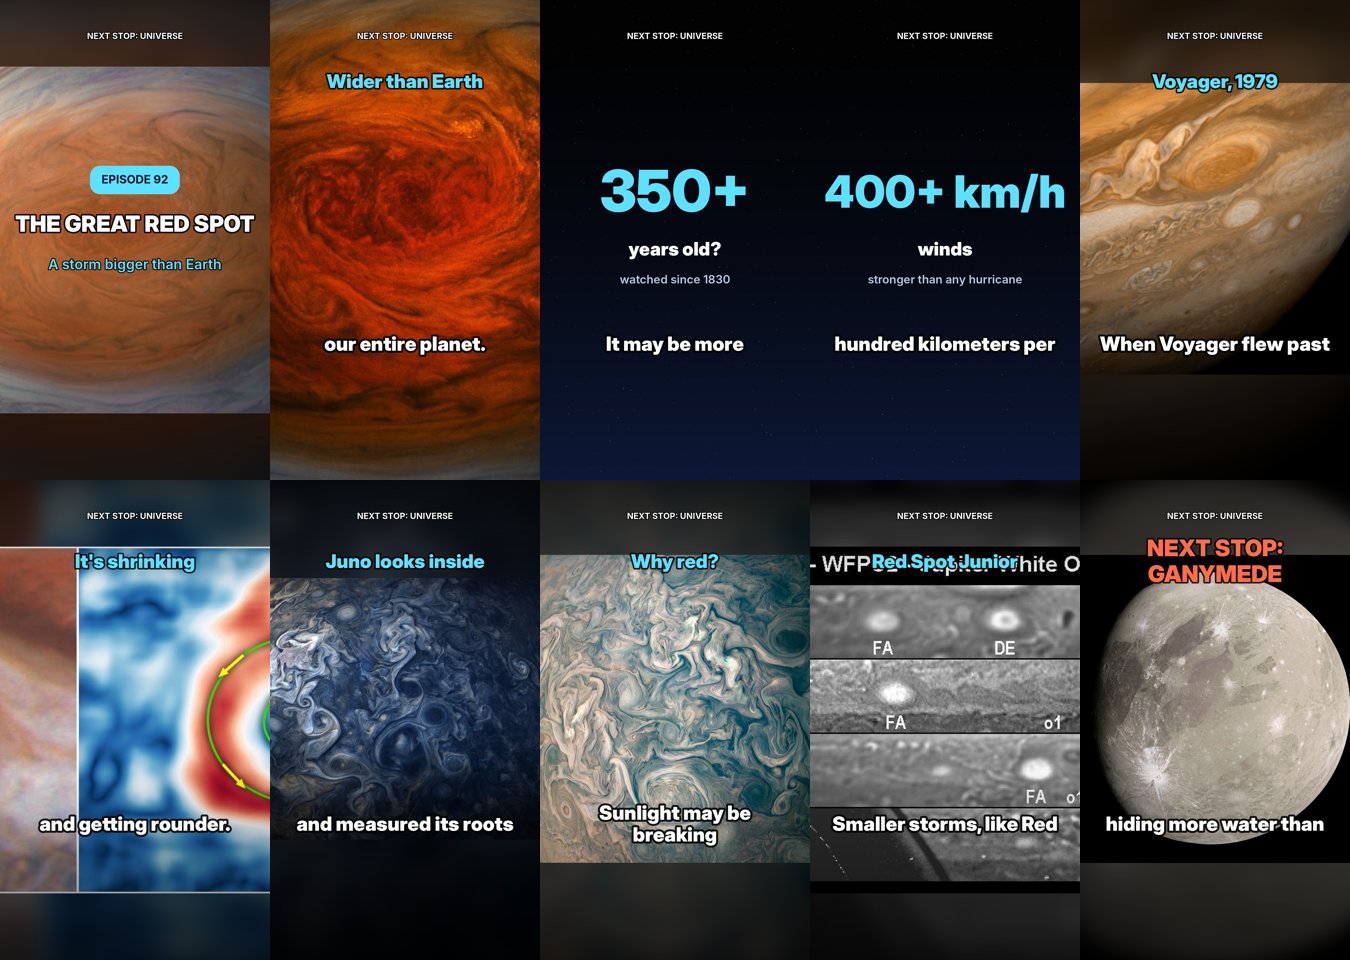 NEXT STOP: UNIVERSE
EPISODE 92
THE GREAT RED SPOT
A storm bigger than Earth
NEXT STOP: UNIVERSE
Wider than Earth
our entire planet.
NEXT STOP: UNIVERSE
350+
years old?
watched since 1830
It may be more
NEXT STOP: UNIVERSE
400+ km/h
winds
stronger than any hurricane
hundred kilometers per
NEXT STOP: UNIVERSE
Voyager, 1979
When Voyager flew past
NEXT STOP: UNIVERSE
It's shrinking
and getting rounder.
NEXT STOP: UNIVERSE
Juno looks inside
and measured its roots
NEXT STOP: UNIVERSE
Why red?
Sunlight may be
breaking
NEXT STOP: UNIVERSE
Red Spot Junior
White O
FA DE
FA o1
FA
Smaller storms, like Red
NEXT STOP: UNIVERSE
NEXT STOP:
GANYMEDE
hiding more water than